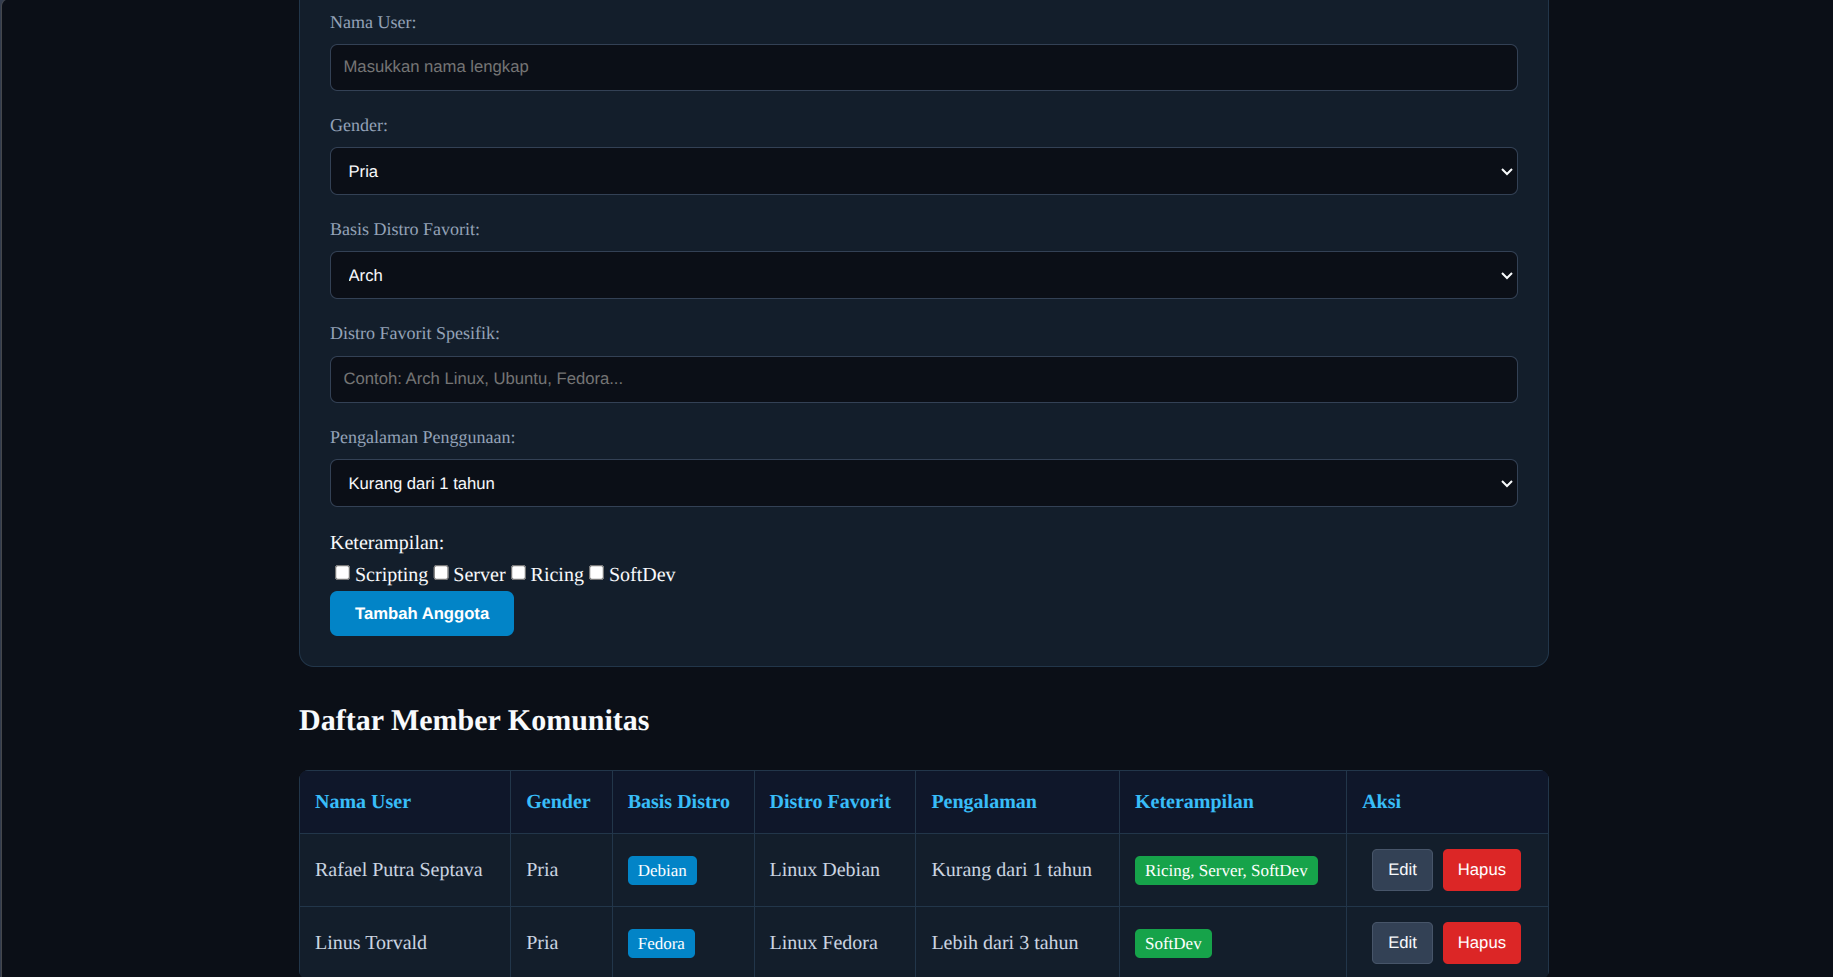 Nama User:
Masukkan nama lengkap
Gender:
Pria
Basis Distro Favorit:
Arch
Distro Favorit Spesifik:
Contoh: Arch Linux, Ubuntu, Fedora...
Pengalaman Penggunaan:
Kurang dari 1 tahun
Keterampilan:
Scripting Server Ricing SoftDev
Tambah Anggota
Daftar Member Komunitas
Nama User Gender Basis Distro Distro Favorit Pengalaman Keterampilan Aksi
Rafael Putra Septava Pria Debian Linux Debian Kurang dari 1 tahun Ricing, Server, SoftDev Edit Hapus
Linus Torvald Pria Fedora Linux Fedora Lebih dari 3 tahun SoftDev Edit Hapus